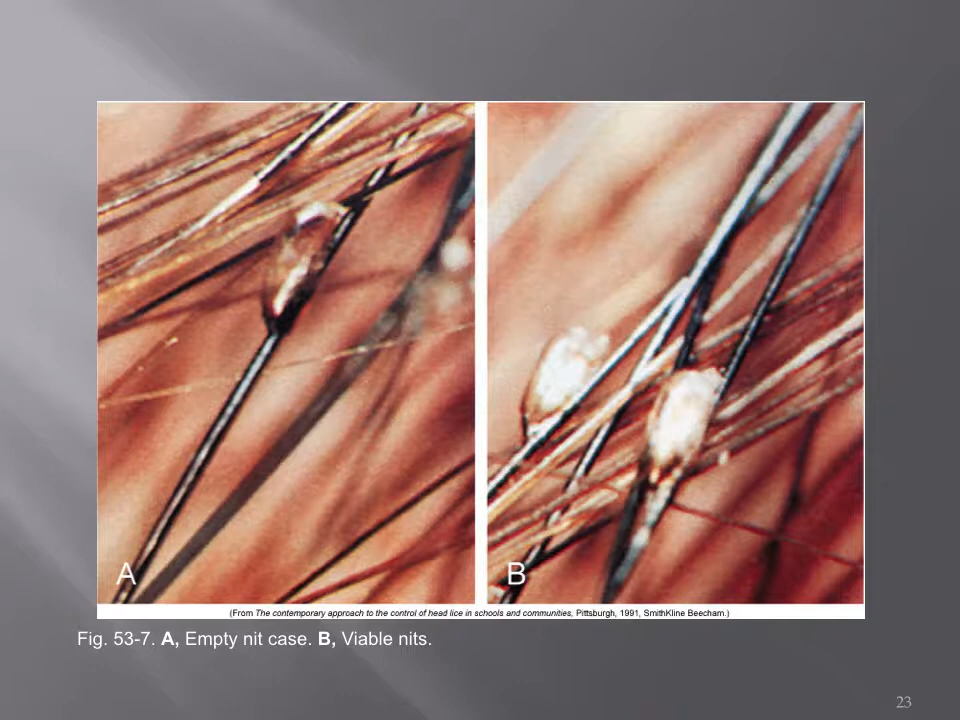 A
B
(From The contemporary approach to the control of head lice in schools and communities, Pittsburgh, 1991, SmithKline Beecham.)
Fig. 53-7. A, Empty nit case. B, Viable nits.
23